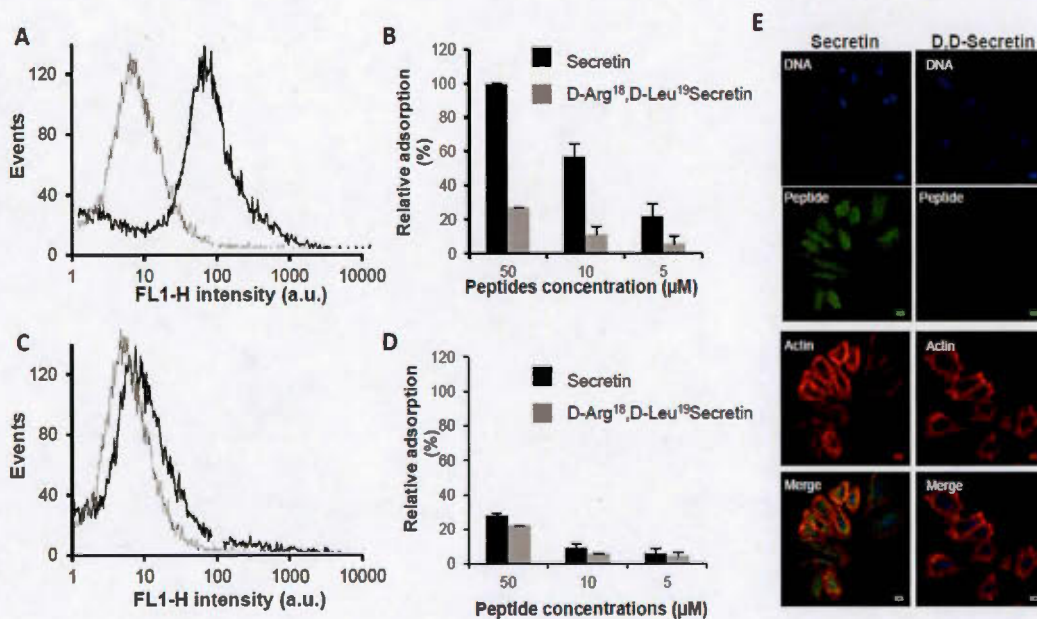 A
120
80
40
0
Events
1 10 100 1000 10000
FL1-H intensity (a.u.)
B
120
100
80
60
40
20
0
Relative adsorption
(%)
Secretin
D-Arg¹⁸,D-Leu¹⁹Secretin
50 10 5
Peptides concentration (µM)
C
120
80
40
0
Events
1 10 100 1000 10000
FL1-H intensity (a.u.)
D
120
100
80
60
40
20
0
Relative adsorption
(%)
Secretin
D-Arg¹⁸,D-Leu¹⁹Secretin
50 10 5
Peptide concentrations (µM)
E
Secretin D.D-Secretin
DNA DNA
Peptide Peptide
Actin Actin
Merge Merge